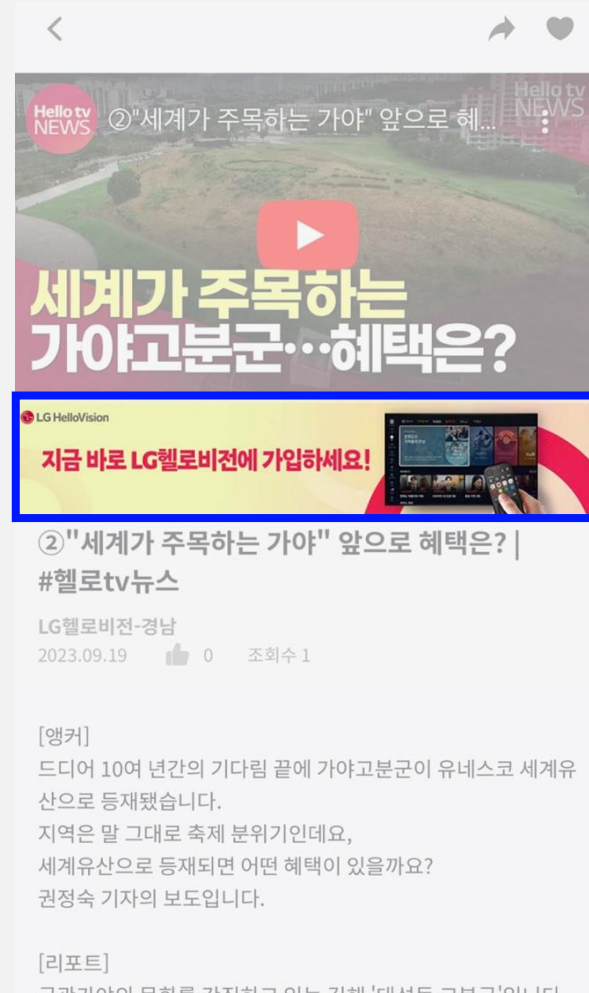 Hello tv
NEWS
②"세계가 주목하는 가야" 앞으로 혜...
Hello tv
NEWS
세계가 주목하는
가야고분군…혜택은?
LG HelloVision
지금 바로 LG헬로비전에 가입하세요!
②"세계가 주목하는 가야" 앞으로 혜택은? |
#헬로tv뉴스
LG헬로비전-경남
2023.09.19 0 조회수 1
[앵커]
드디어 10여 년간의 기다림 끝에 가야고분군이 유네스코 세계유
산으로 등재됐습니다.
지역은 말 그대로 축제 분위기인데요,
세계유산으로 등재되면 어떤 혜택이 있을까요?
권정숙 기자의 보도입니다.
[리포트]